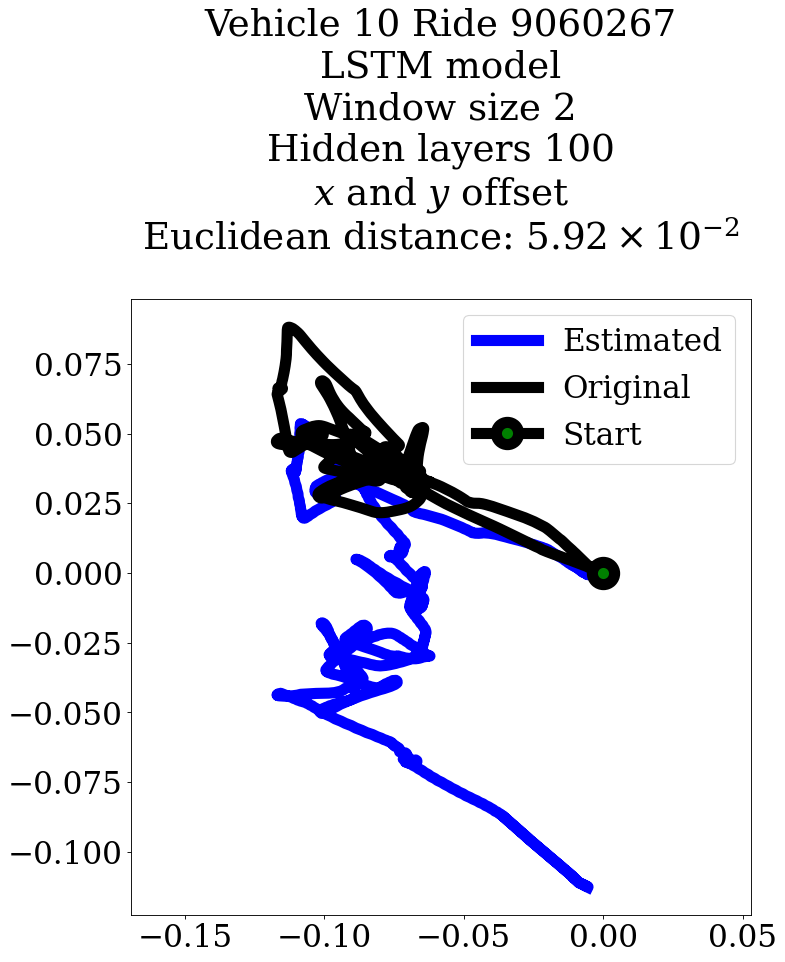 Vehicle 10 Ride 9060267
LSTM model
Window size 2
Hidden layers 100
x and y offset
Euclidean distance: 5.92 × 10⁻²
Estimated
Original
Start
0.075
0.050
0.025
0.000
−0.025
−0.050
−0.075
−0.100
−0.15 −0.10 −0.05 0.00 0.05